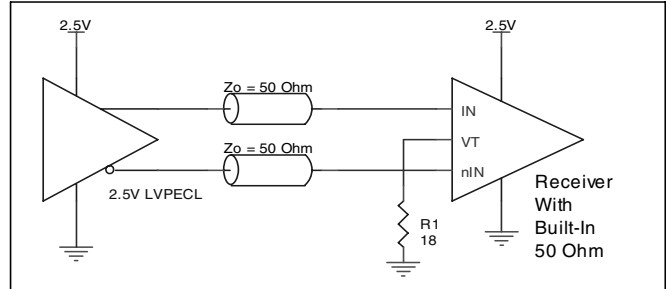 2.5V
2.5V
Zo = 50 Ohm
IN
VT
Zo = 50 Ohm
nIN
2.5V LVPECL
R1
18
Receiver
With
Built-In
50 Ohm